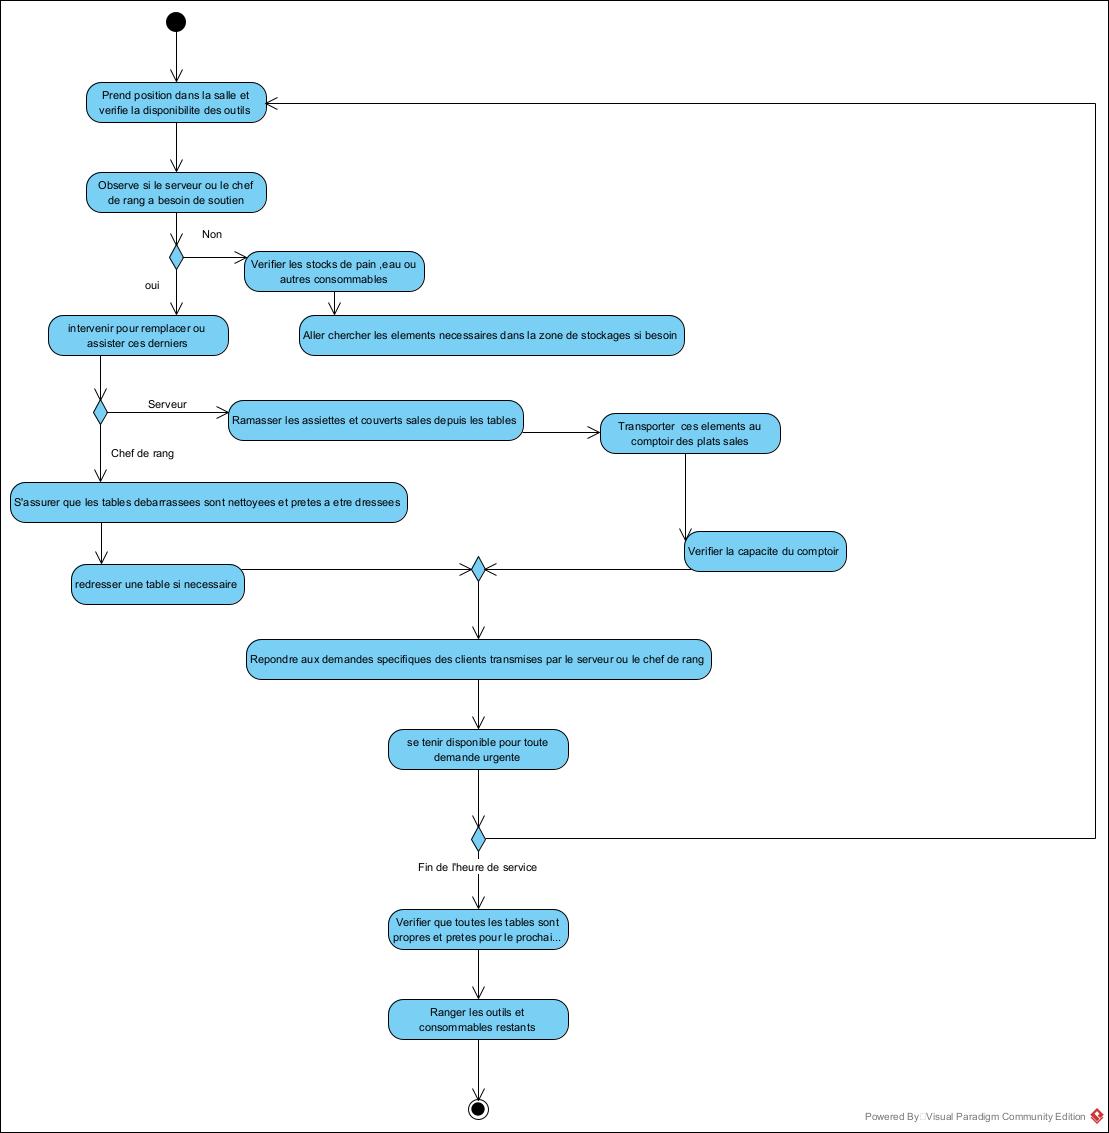 Prend position dans la salle et
verifie la disponibilite des outils
Observe si le serveur ou le chef
de rang a besoin de soutien
Non
Verifier les stocks de pain ,eau ou
autres consommables
oui
intervenir pour remplacer ou
assister ces derniers
Aller chercher les elements necessaires dans la zone de stockages si besoin
Serveur
Ramasser les assiettes et couverts sales depuis les tables
Transporter ces elements au
comptoir des plats sales
Chef de rang
S'assurer que les tables debarrassees sont nettoyees et pretes a etre dressees
Verifier la capacite du comptoir
redresser une table si necessaire
Repondre aux demandes specifiques des clients transmises par le serveur ou le chef de rang
se tenir disponible pour toute
demande urgente
Fin de l'heure de service
Verifier que toutes les tables sont
propres et pretes pour le prochai...
Ranger les outils et
consommables restants
Powered By Visual Paradigm Community Edition